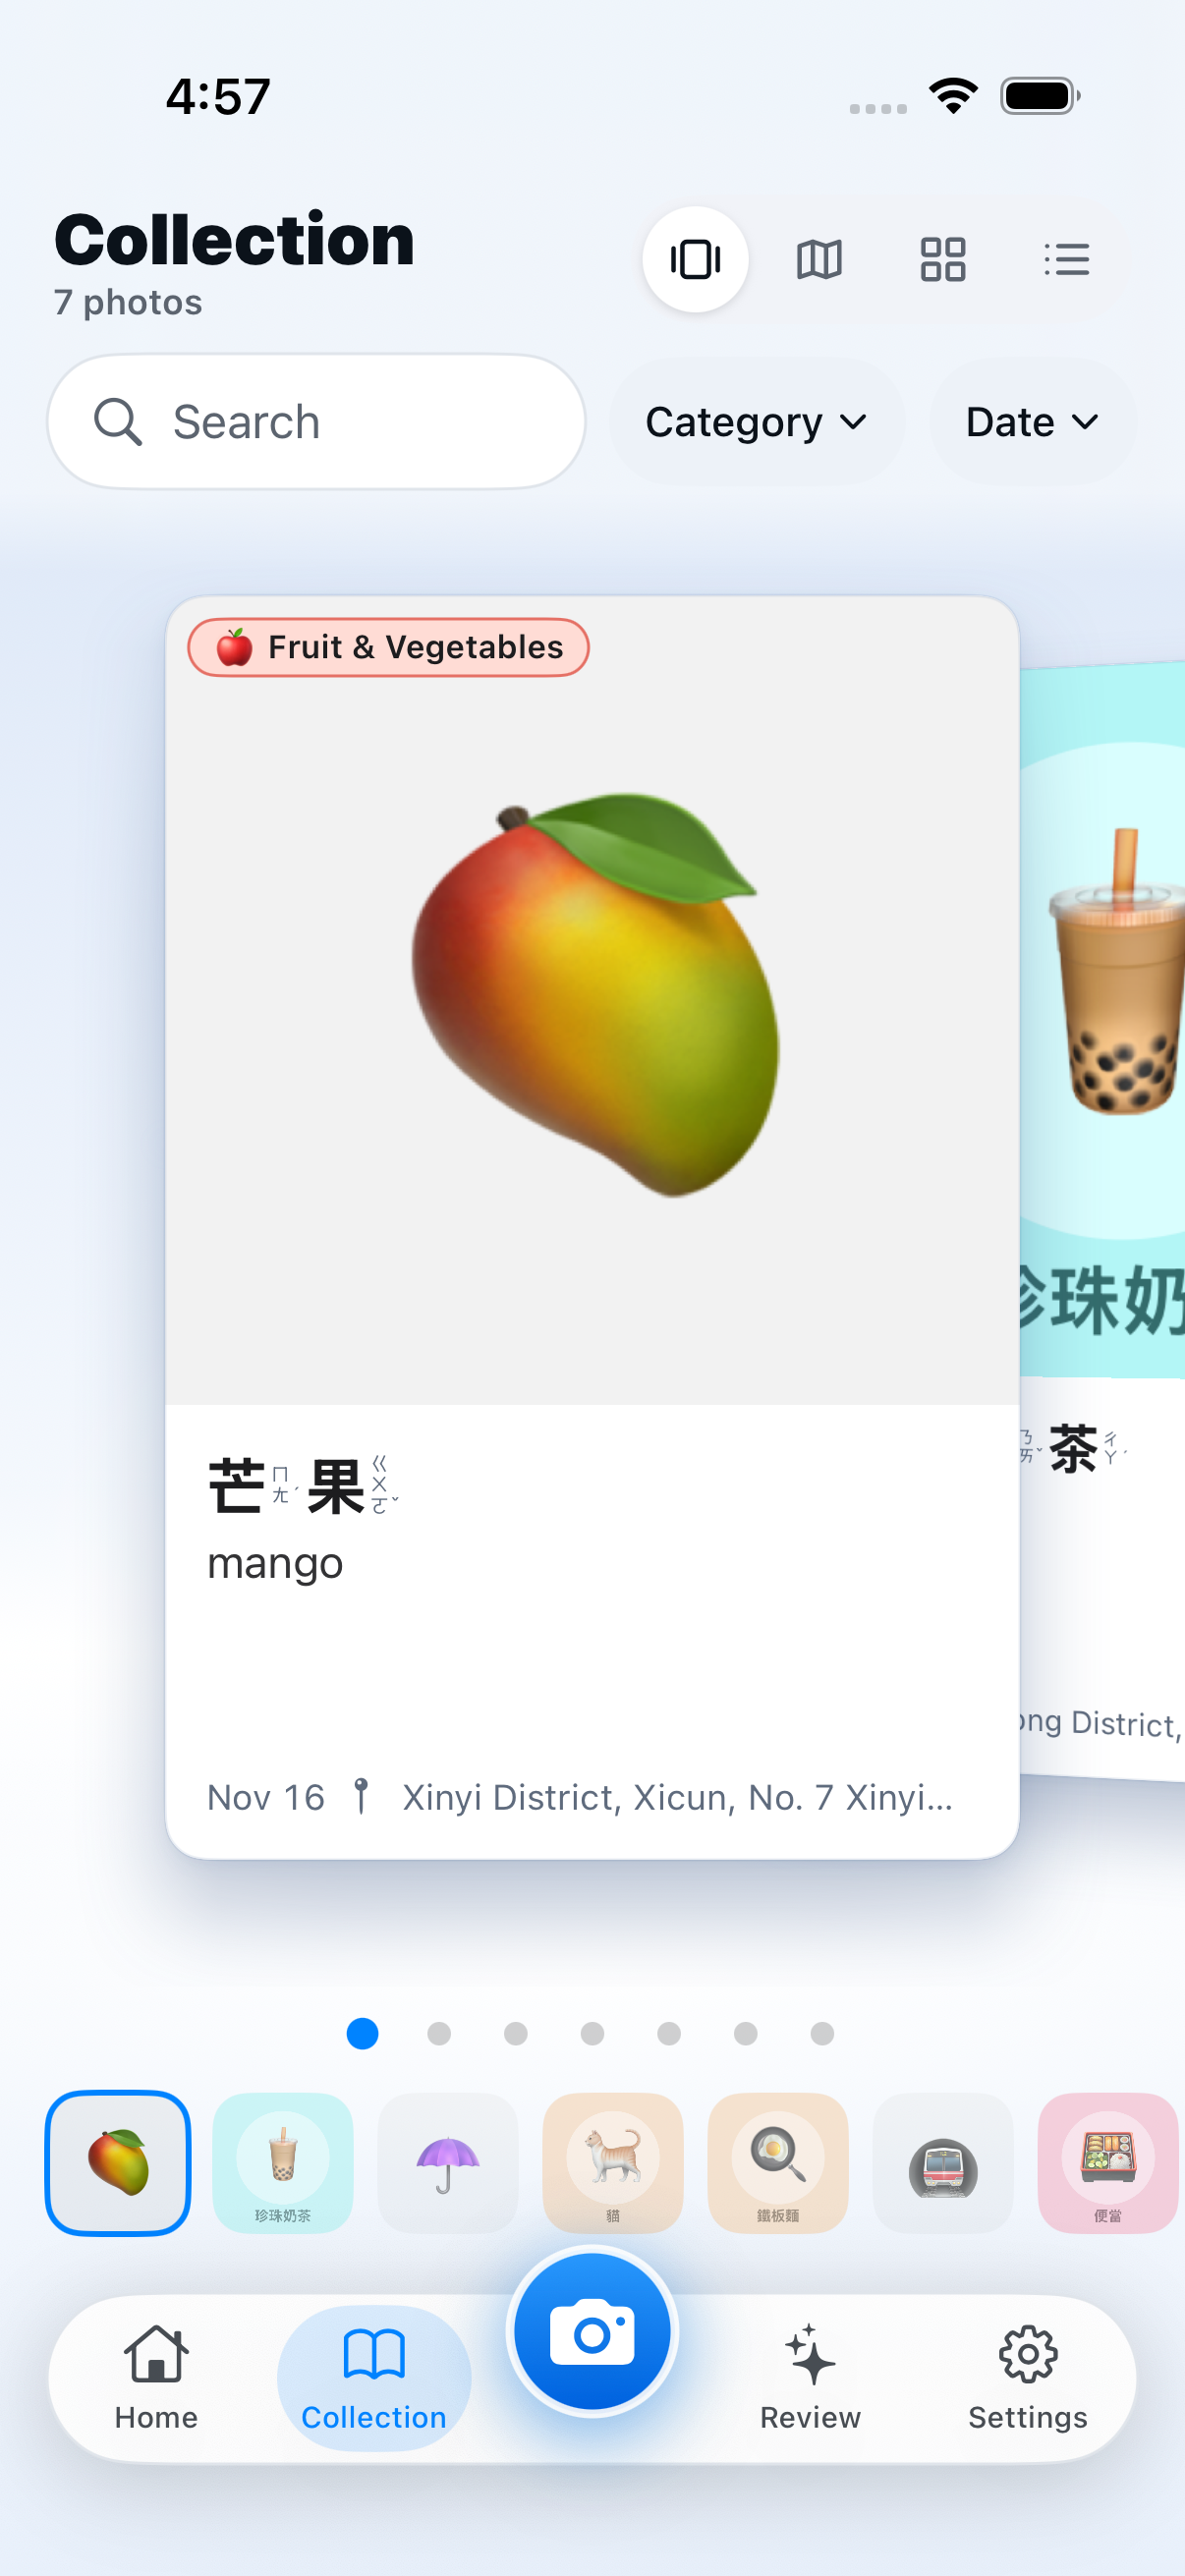 4:57
Collection
7 photos
Search
Category
Date
Fruit & Vegetables
珠奶
芒ㄇㄤˊ果ㄍㄨㄛˇ
茶ㄔㄚˊ
mango
ong District,
Nov 16 Xinyi District, Xicun, No. 7 Xinyi...
珍珠奶茶
貓
鐵板麵
便當
Home
Collection
Review
Settings